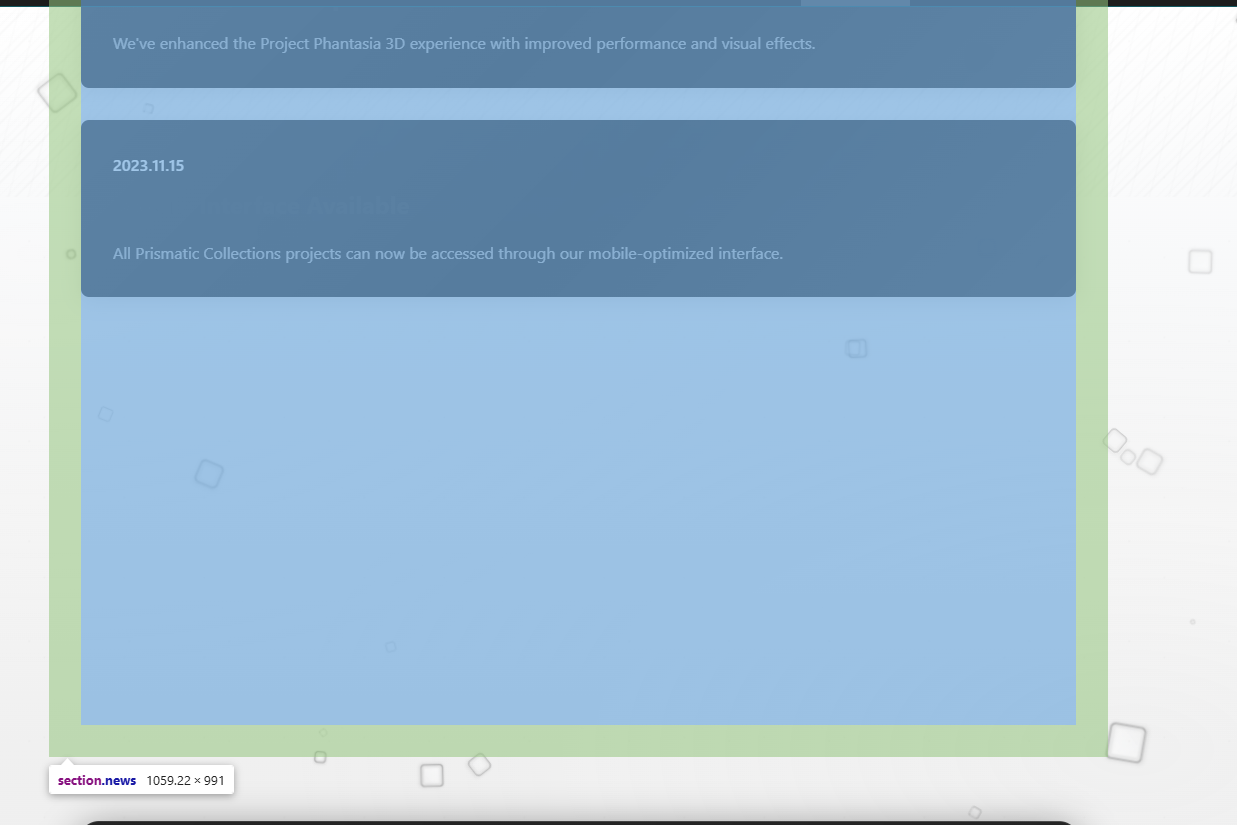 We've enhanced the Project Phantasia 3D experience with improved performance and visual effects.
2023.11.15
Available
All Prismatic Collections projects can now be accessed through our mobile-optimized interface.
section.news 1059.22 × 991